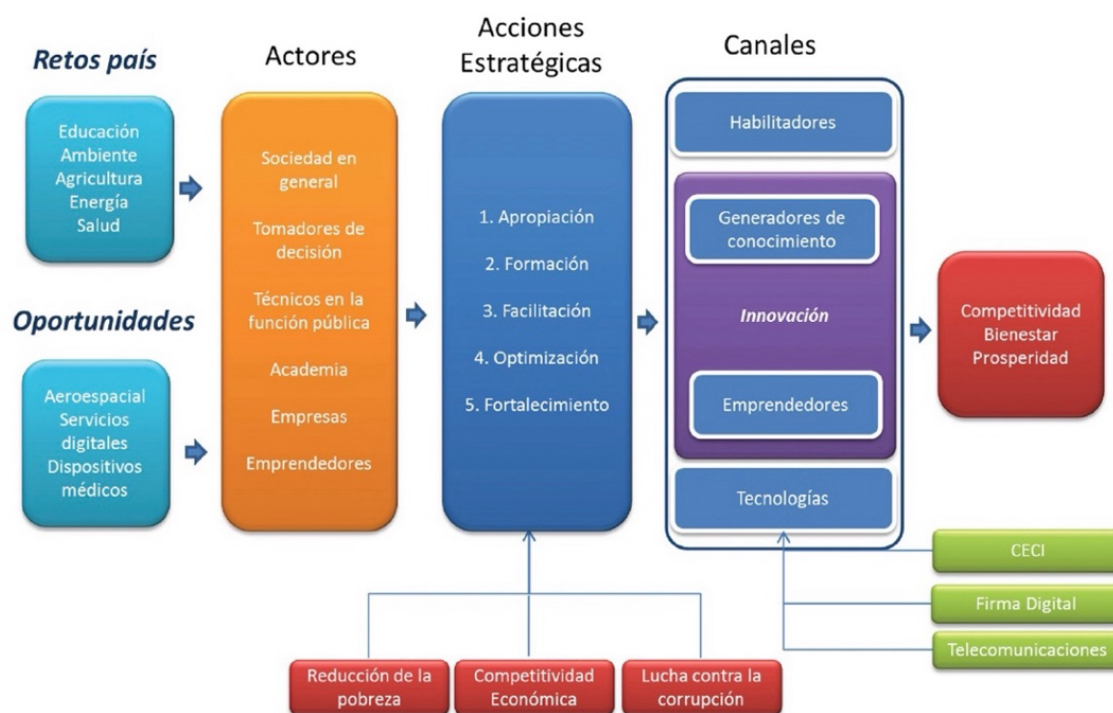 Retos país
Educación
Ambiente
Agricultura
Energía
Salud
Oportunidades
Aeroespacial
Servicios
digitales
Dispositivos
médicos
Actores
Sociedad en
general
Tomadores de
decisión
Técnicos en la
función pública
Academia
Empresas
Emprendedores
Acciones
Estratégicas
1. Apropiación
2. Formación
3. Facilitación
4. Optimización
5. Fortalecimiento
Canales
Habilitadores
Generadores de
conocimiento
Innovación
Emprendedores
Tecnologías
Competitividad
Bienestar
Prosperidad
CECI
Firma Digital
Telecomunicaciones
Reducción de la
pobreza
Competitividad
Económica
Lucha contra la
corrupción